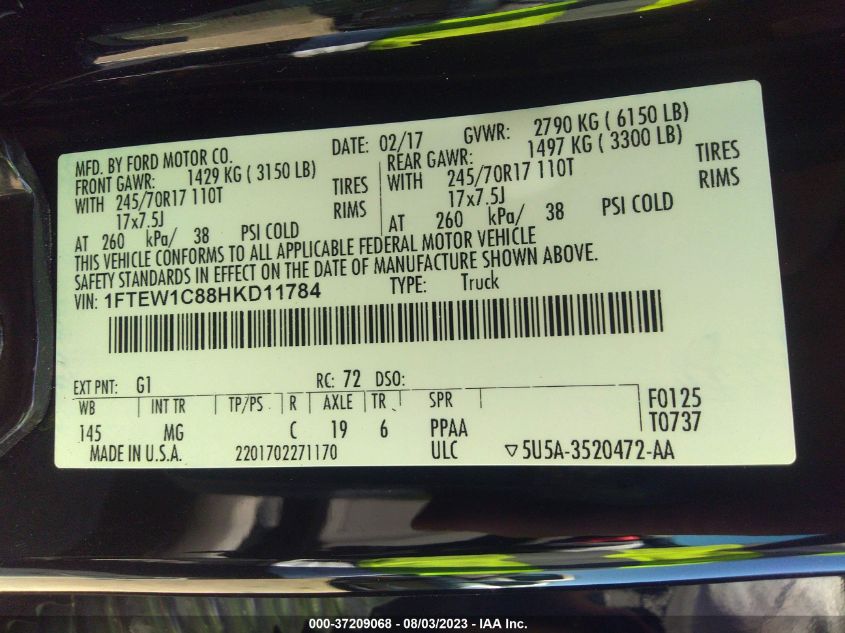 MFD. BY FORD MOTOR CO. DATE: 02/17 GVWR: 2790 KG ( 6150 LB)
FRONT GAWR: 1429 KG ( 3150 LB) REAR GAWR: 1497 KG ( 3300 LB)
WITH 245/70R17 110T TIRES WITH 245/70R17 110T TIRES
17x7.5J RIMS 17x7.5J RIMS
AT 260 kPa/ 38 PSI COLD AT 260 kPa/ 38 PSI COLD
THIS VEHICLE CONFORMS TO ALL APPLICABLE FEDERAL MOTOR VEHICLE
SAFETY STANDARDS IN EFFECT ON THE DATE OF MANUFACTURE SHOWN ABOVE.
VIN: 1FTEW1C88HKD11784 TYPE: Truck
EXT PNT: G1 RC: 72 DSO:
WB INT TR TP/PS R AXLE TR SPR F0125
145 MG C 19 6 PPAA T0737
MADE IN U.S.A. 2201702271170 ULC ▽5U5A-3520472-AA
000-37209068 - 08/03/2023 - IAA Inc.